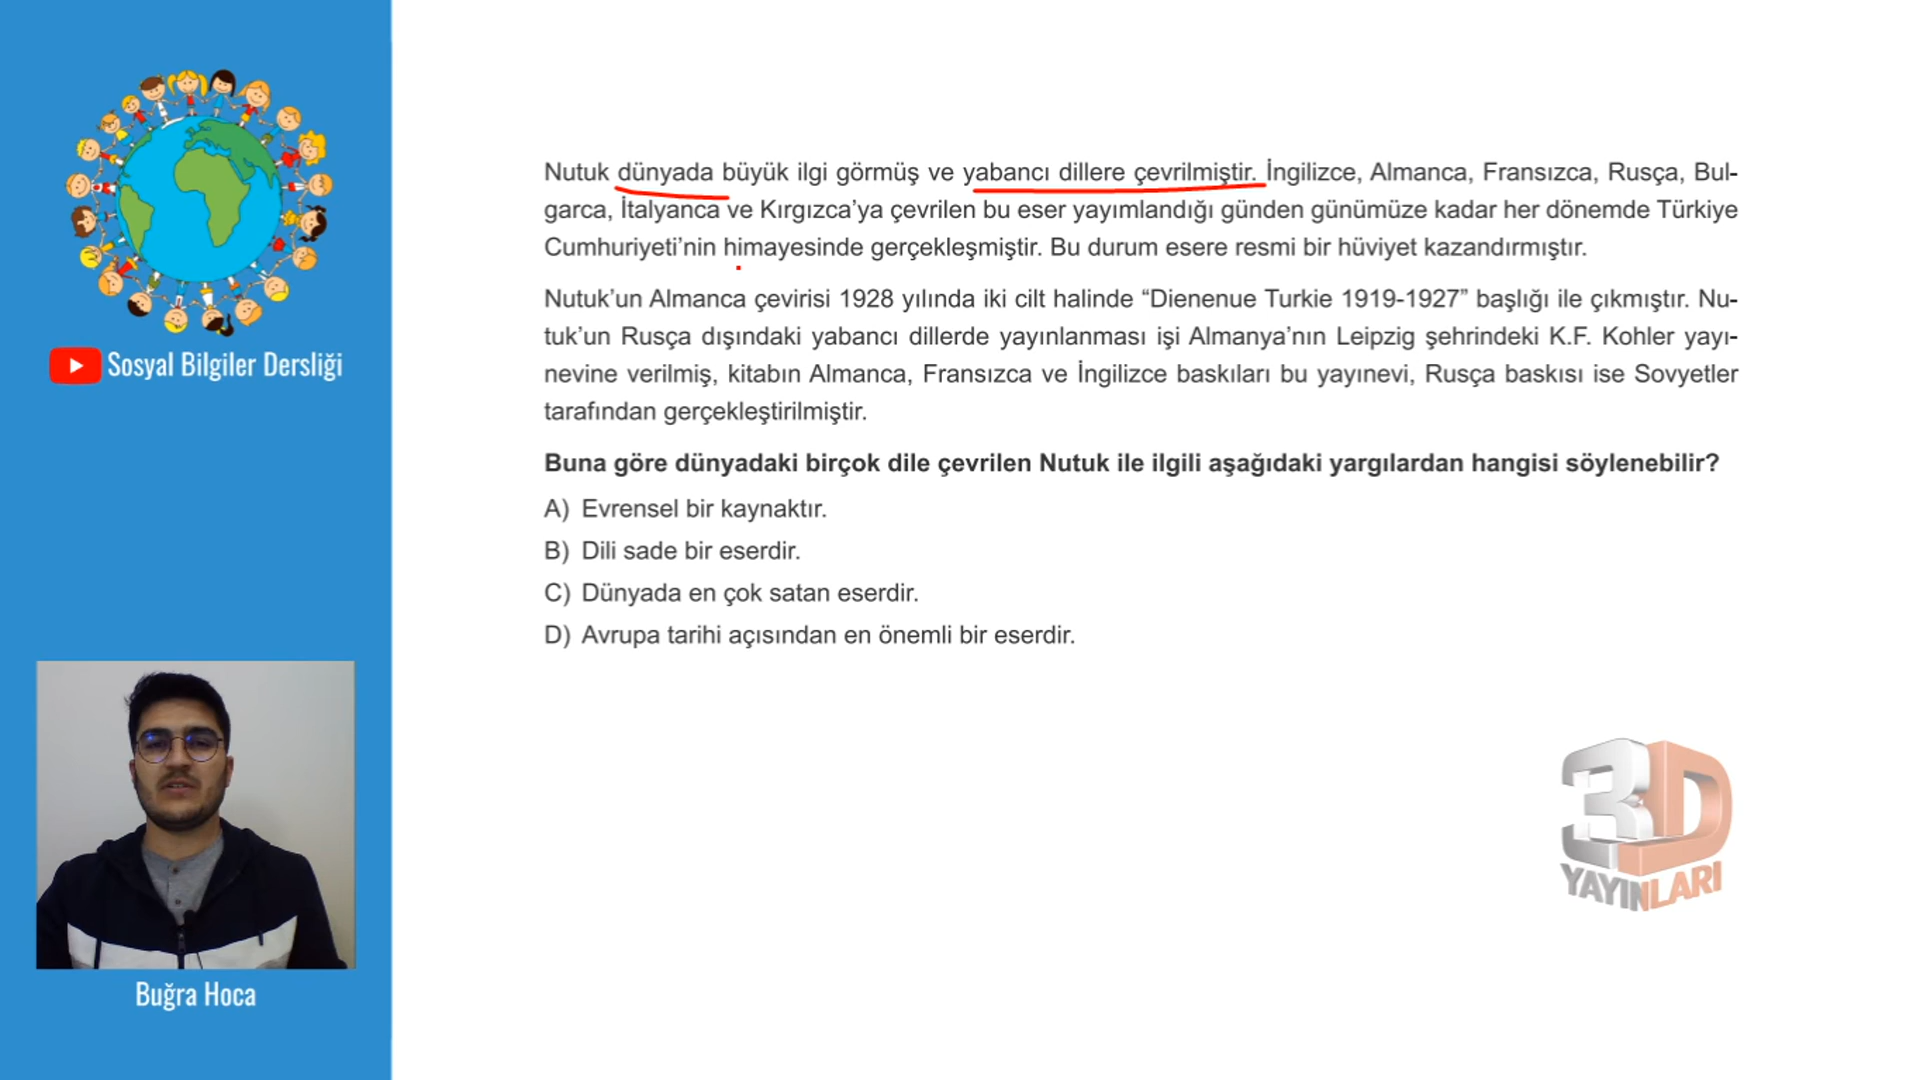 Nutuk dünyada büyük ilgi görmüş ve yabancı dillere çevrilmiştir. İngilizce, Almanca, Fransızca, Rusça, Bul-
garca, İtalyanca ve Kırgızca’ya çevrilen bu eser yayımlandığı günden günümüze kadar her dönemde Türkiye
Cumhuriyeti’nin himayesinde gerçekleşmiştir. Bu durum esere resmi bir hüviyet kazandırmıştır.
Nutuk’un Almanca çevirisi 1928 yılında iki cilt halinde “Dienenue Turkie 1919-1927” başlığı ile çıkmıştır. Nu-
tuk’un Rusça dışındaki yabancı dillerde yayınlanması işi Almanya’nın Leipzig şehrindeki K.F. Kohler yayı-
nevine verilmiş, kitabın Almanca, Fransızca ve İngilizce baskıları bu yayınevi, Rusça baskısı ise Sovyetler
tarafından gerçekleştirilmiştir.
Buna göre dünyadaki birçok dile çevrilen Nutuk ile ilgili aşağıdaki yargılardan hangisi söylenebilir?
A) Evrensel bir kaynaktır.
B) Dili sade bir eserdir.
C) Dünyada en çok satan eserdir.
D) Avrupa tarihi açısından en önemli bir eserdir.
Sosyal Bilgiler Dersliği
Buğra Hoca
3D
YAYINLARI